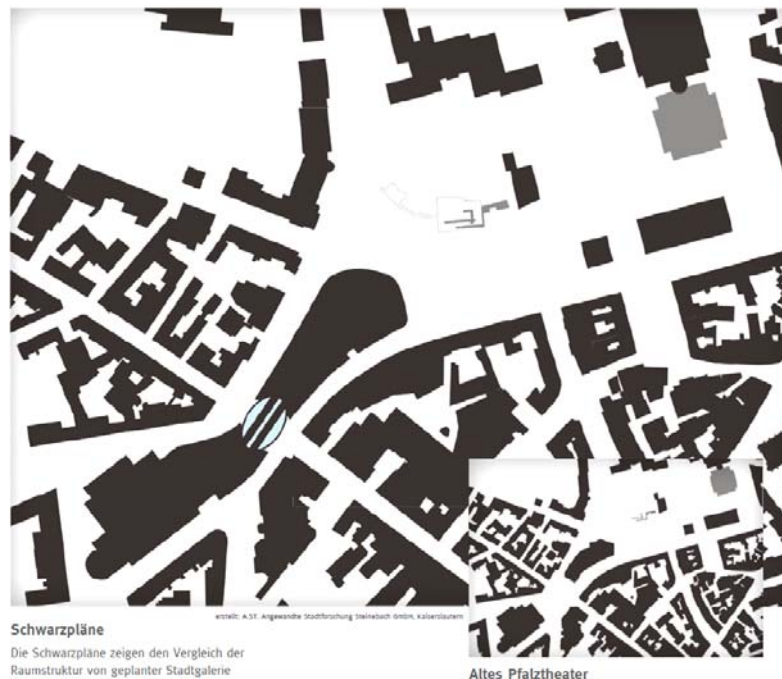 erstellt: A.ST. Angewandte Stadtforschung Steinebach GmbH, Kaiserslautern
Schwarzpläne
Die Schwarzpläne zeigen den Vergleich der
Raumstruktur von geplanter Stadtgalerie
Altes Pfalztheater